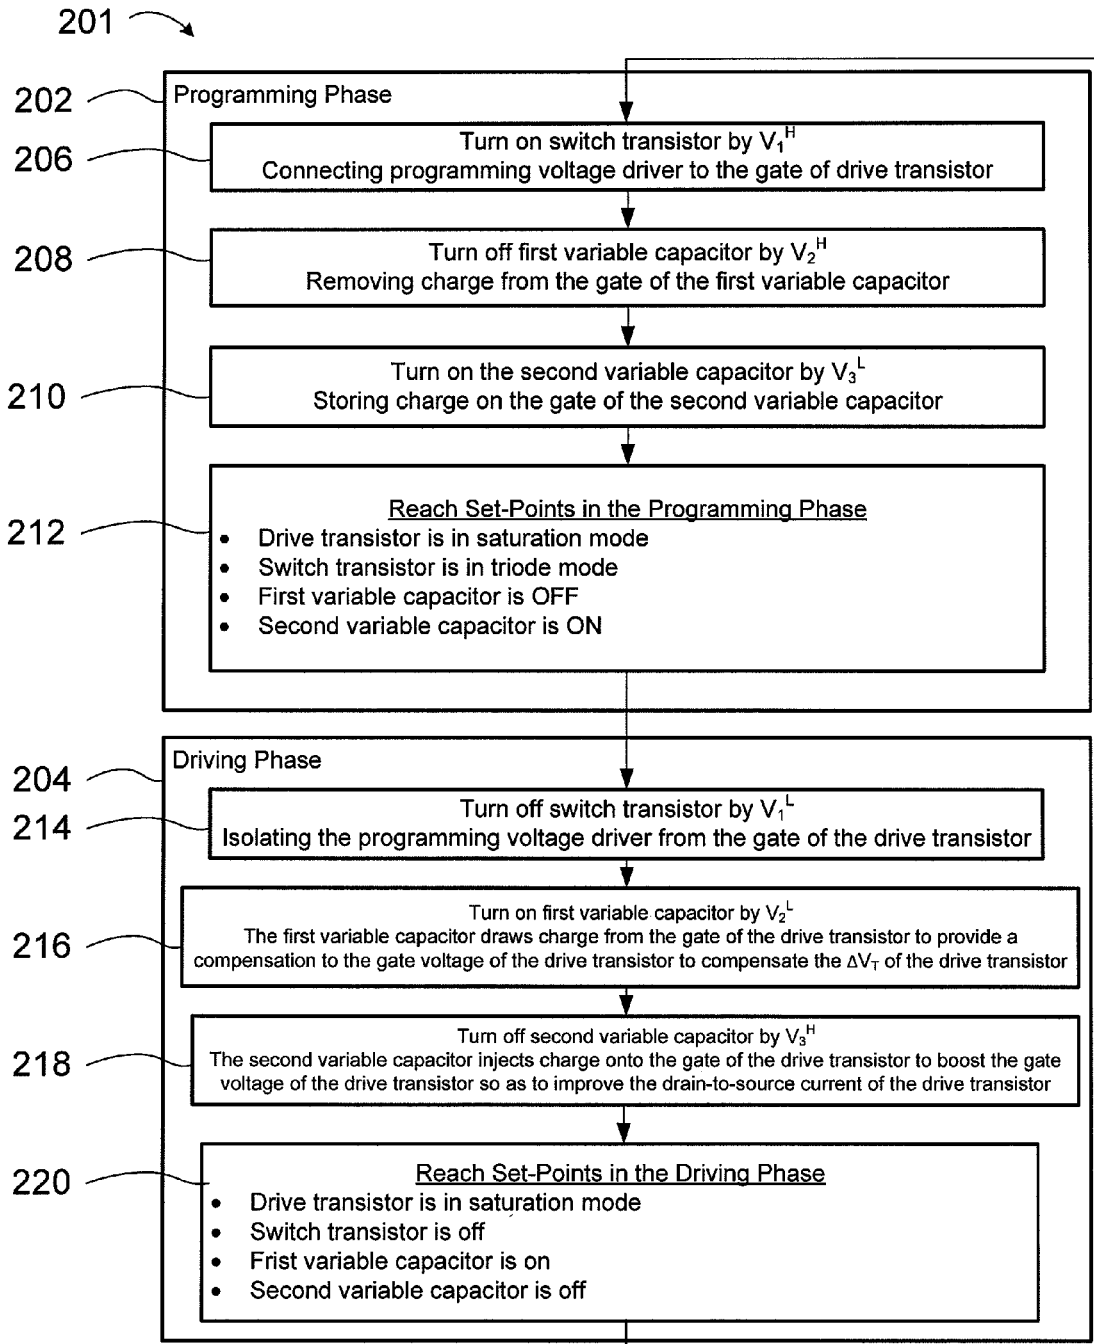 201
202
Programming Phase
206
Turn on switch transistor by V₁ᴴ
Connecting programming voltage driver to the gate of drive transistor
208
Turn off first variable capacitor by V₂ᴴ
Removing charge from the gate of the first variable capacitor
210
Turn on the second variable capacitor by V₃ᴸ
Storing charge on the gate of the second variable capacitor
212
Reach Set-Points in the Programming Phase
• Drive transistor is in saturation mode
• Switch transistor is in triode mode
• First variable capacitor is OFF
• Second variable capacitor is ON
204
Driving Phase
214
Turn off switch transistor by V₁ᴸ
Isolating the programming voltage driver from the gate of the drive transistor
216
Turn on first variable capacitor by V₂ᴸ
The first variable capacitor draws charge from the gate of the drive transistor to provide a
compensation to the gate voltage of the drive transistor to compensate the ΔV_T of the drive transistor
218
Turn off second variable capacitor by V₃ᴴ
The second variable capacitor injects charge onto the gate of the drive transistor to boost the gate
voltage of the drive transistor so as to improve the drain-to-source current of the drive transistor
220
Reach Set-Points in the Driving Phase
• Drive transistor is in saturation mode
• Switch transistor is off
• Frist variable capacitor is on
• Second variable capacitor is off